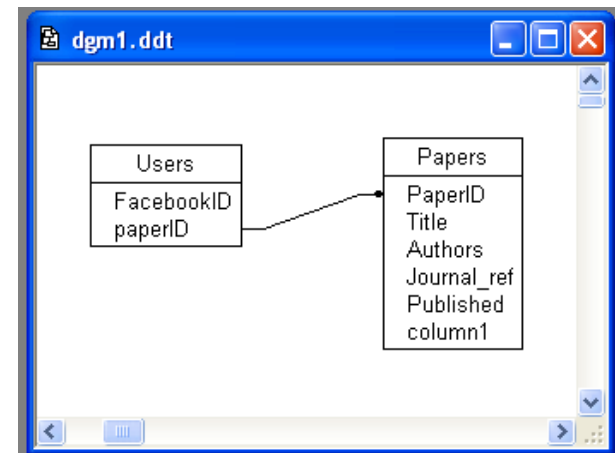 dgm1.ddt
Users
FacebookID
paperID
Papers
PaperID
Title
Authors
Journal_ref
Published
column1